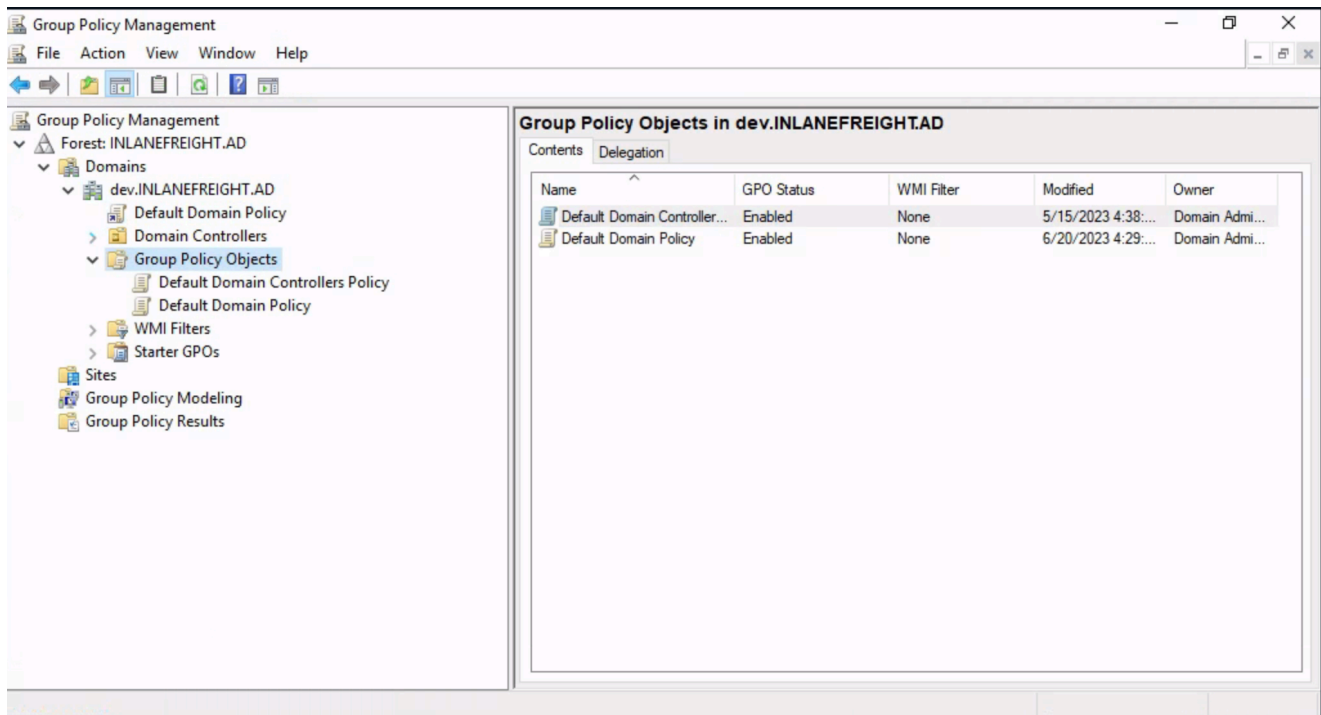 Group Policy Management
File Action View Window Help
Group Policy Management
Forest: INLANEFREIGHT.AD
Domains
dev.INLANEFREIGHT.AD
Default Domain Policy
Domain Controllers
Group Policy Objects
Default Domain Controllers Policy
Default Domain Policy
WMI Filters
Starter GPOs
Sites
Group Policy Modeling
Group Policy Results
Group Policy Objects in dev.INLANEFREIGHT.AD
Contents Delegation
Name GPO Status WMI Filter Modified Owner
Default Domain Controller... Enabled None 5/15/2023 4:38:... Domain Admi...
Default Domain Policy Enabled None 6/20/2023 4:29:... Domain Admi...